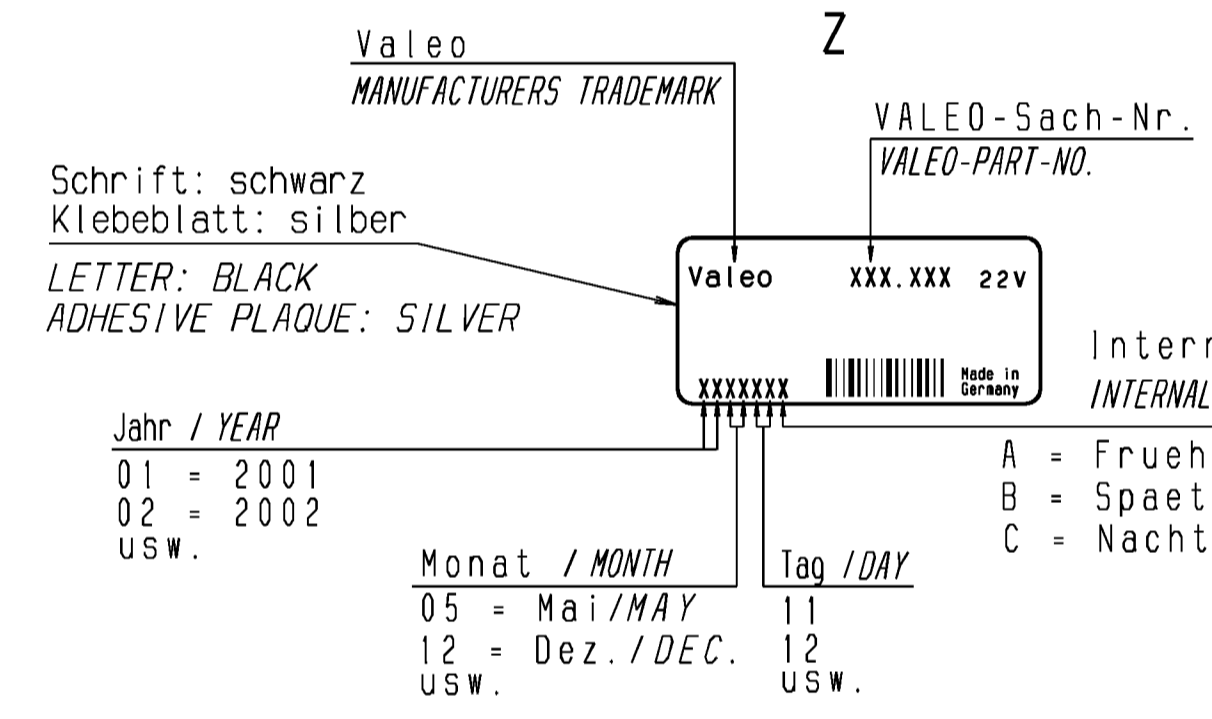 Z
Valeo
MANUFACTURERS TRADEMARK
VALEO-Sach-Nr.
VALEO-PART-NO.
Schrift: schwarz
Klebeblatt: silber
LETTER: BLACK
ADHESIVE PLAQUE: SILVER
Valeo XXX.XXX 22V
XXXXXXX
Made in
Germany
Intern
INTERNAL
A = Frueh
B = Spaet
C = Nacht
Jahr / YEAR
01 = 2001
02 = 2002
usw.
Monat / MONTH
05 = Mai/MAY
12 = Dez./DEC.
usw.
Tag /DAY
11
12
usw.